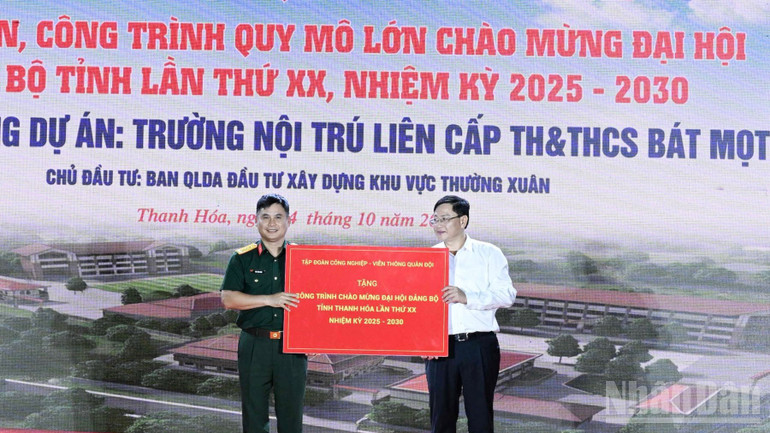 N, CÔNG TRÌNH QUY MÔ LỚN CHÀO MỪNG ĐẠI HỘI
BỘ TỈNH LẦN THỨ XX, NHIỆM KỲ 2025 - 2030
NG DỰ ÁN: TRƯỜNG NỘI TRÚ LIÊN CẤP TH&THCS BÁT MỌT
CHỦ ĐẦU TƯ: BAN QLDA ĐẦU TƯ XÂY DỰNG KHU VỰC THƯỜNG XUÂN
Thanh Hóa, ng 4 tháng 10 năm 2
TẬP ĐOÀN CÔNG NGHIỆP - VIỄN THÔNG QUÂN ĐỘI
TẶNG
CÔNG TRÌNH CHÀO MỪNG ĐẠI HỘI ĐẢNG BỘ
TỈNH THANH HÓA LẦN THỨ XX
NHIỆM KỲ 2025 - 2030
Nhân Dân